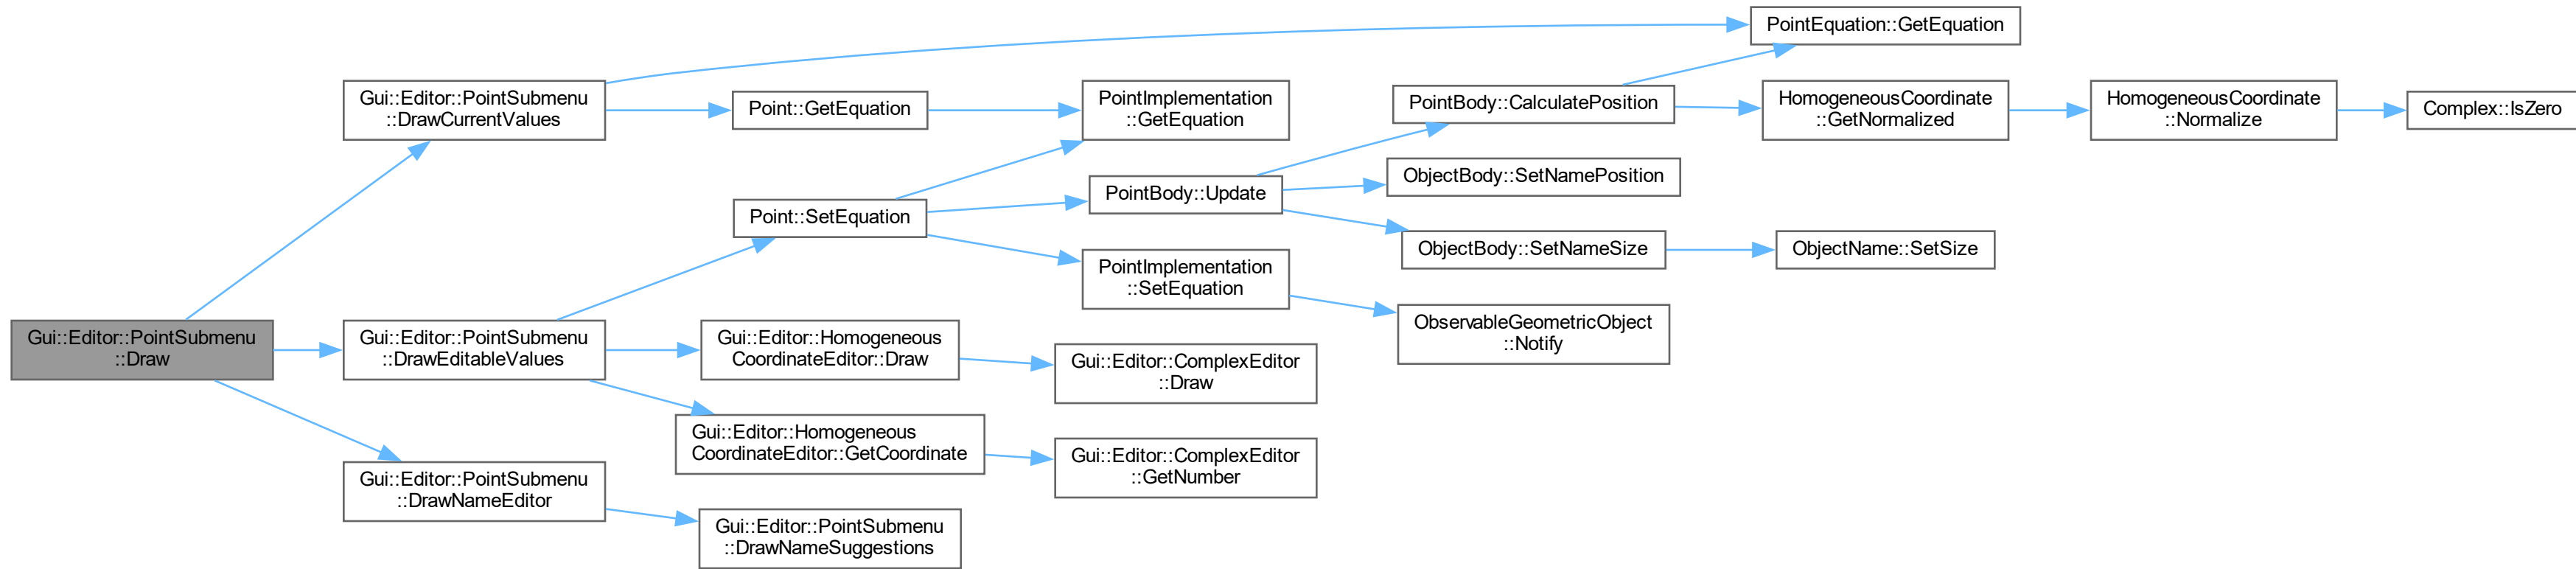 Gui::Editor::PointSubmenu
::Draw
Gui::Editor::PointSubmenu
::DrawCurrentValues
PointEquation::GetEquation
Point::GetEquation
PointImplementation
::GetEquation
Gui::Editor::PointSubmenu
::DrawEditableValues
Point::SetEquation
PointBody::Update
PointBody::CalculatePosition
HomogeneousCoordinate
::GetNormalized
HomogeneousCoordinate
::Normalize
Complex::IsZero
ObjectBody::SetNamePosition
ObjectBody::SetNameSize
ObjectName::SetSize
PointImplementation
::SetEquation
ObservableGeometricObject
::Notify
Gui::Editor::Homogeneous
CoordinateEditor::Draw
Gui::Editor::ComplexEditor
::Draw
Gui::Editor::Homogeneous
CoordinateEditor::GetCoordinate
Gui::Editor::ComplexEditor
::GetNumber
Gui::Editor::PointSubmenu
::DrawNameEditor
Gui::Editor::PointSubmenu
::DrawNameSuggestions